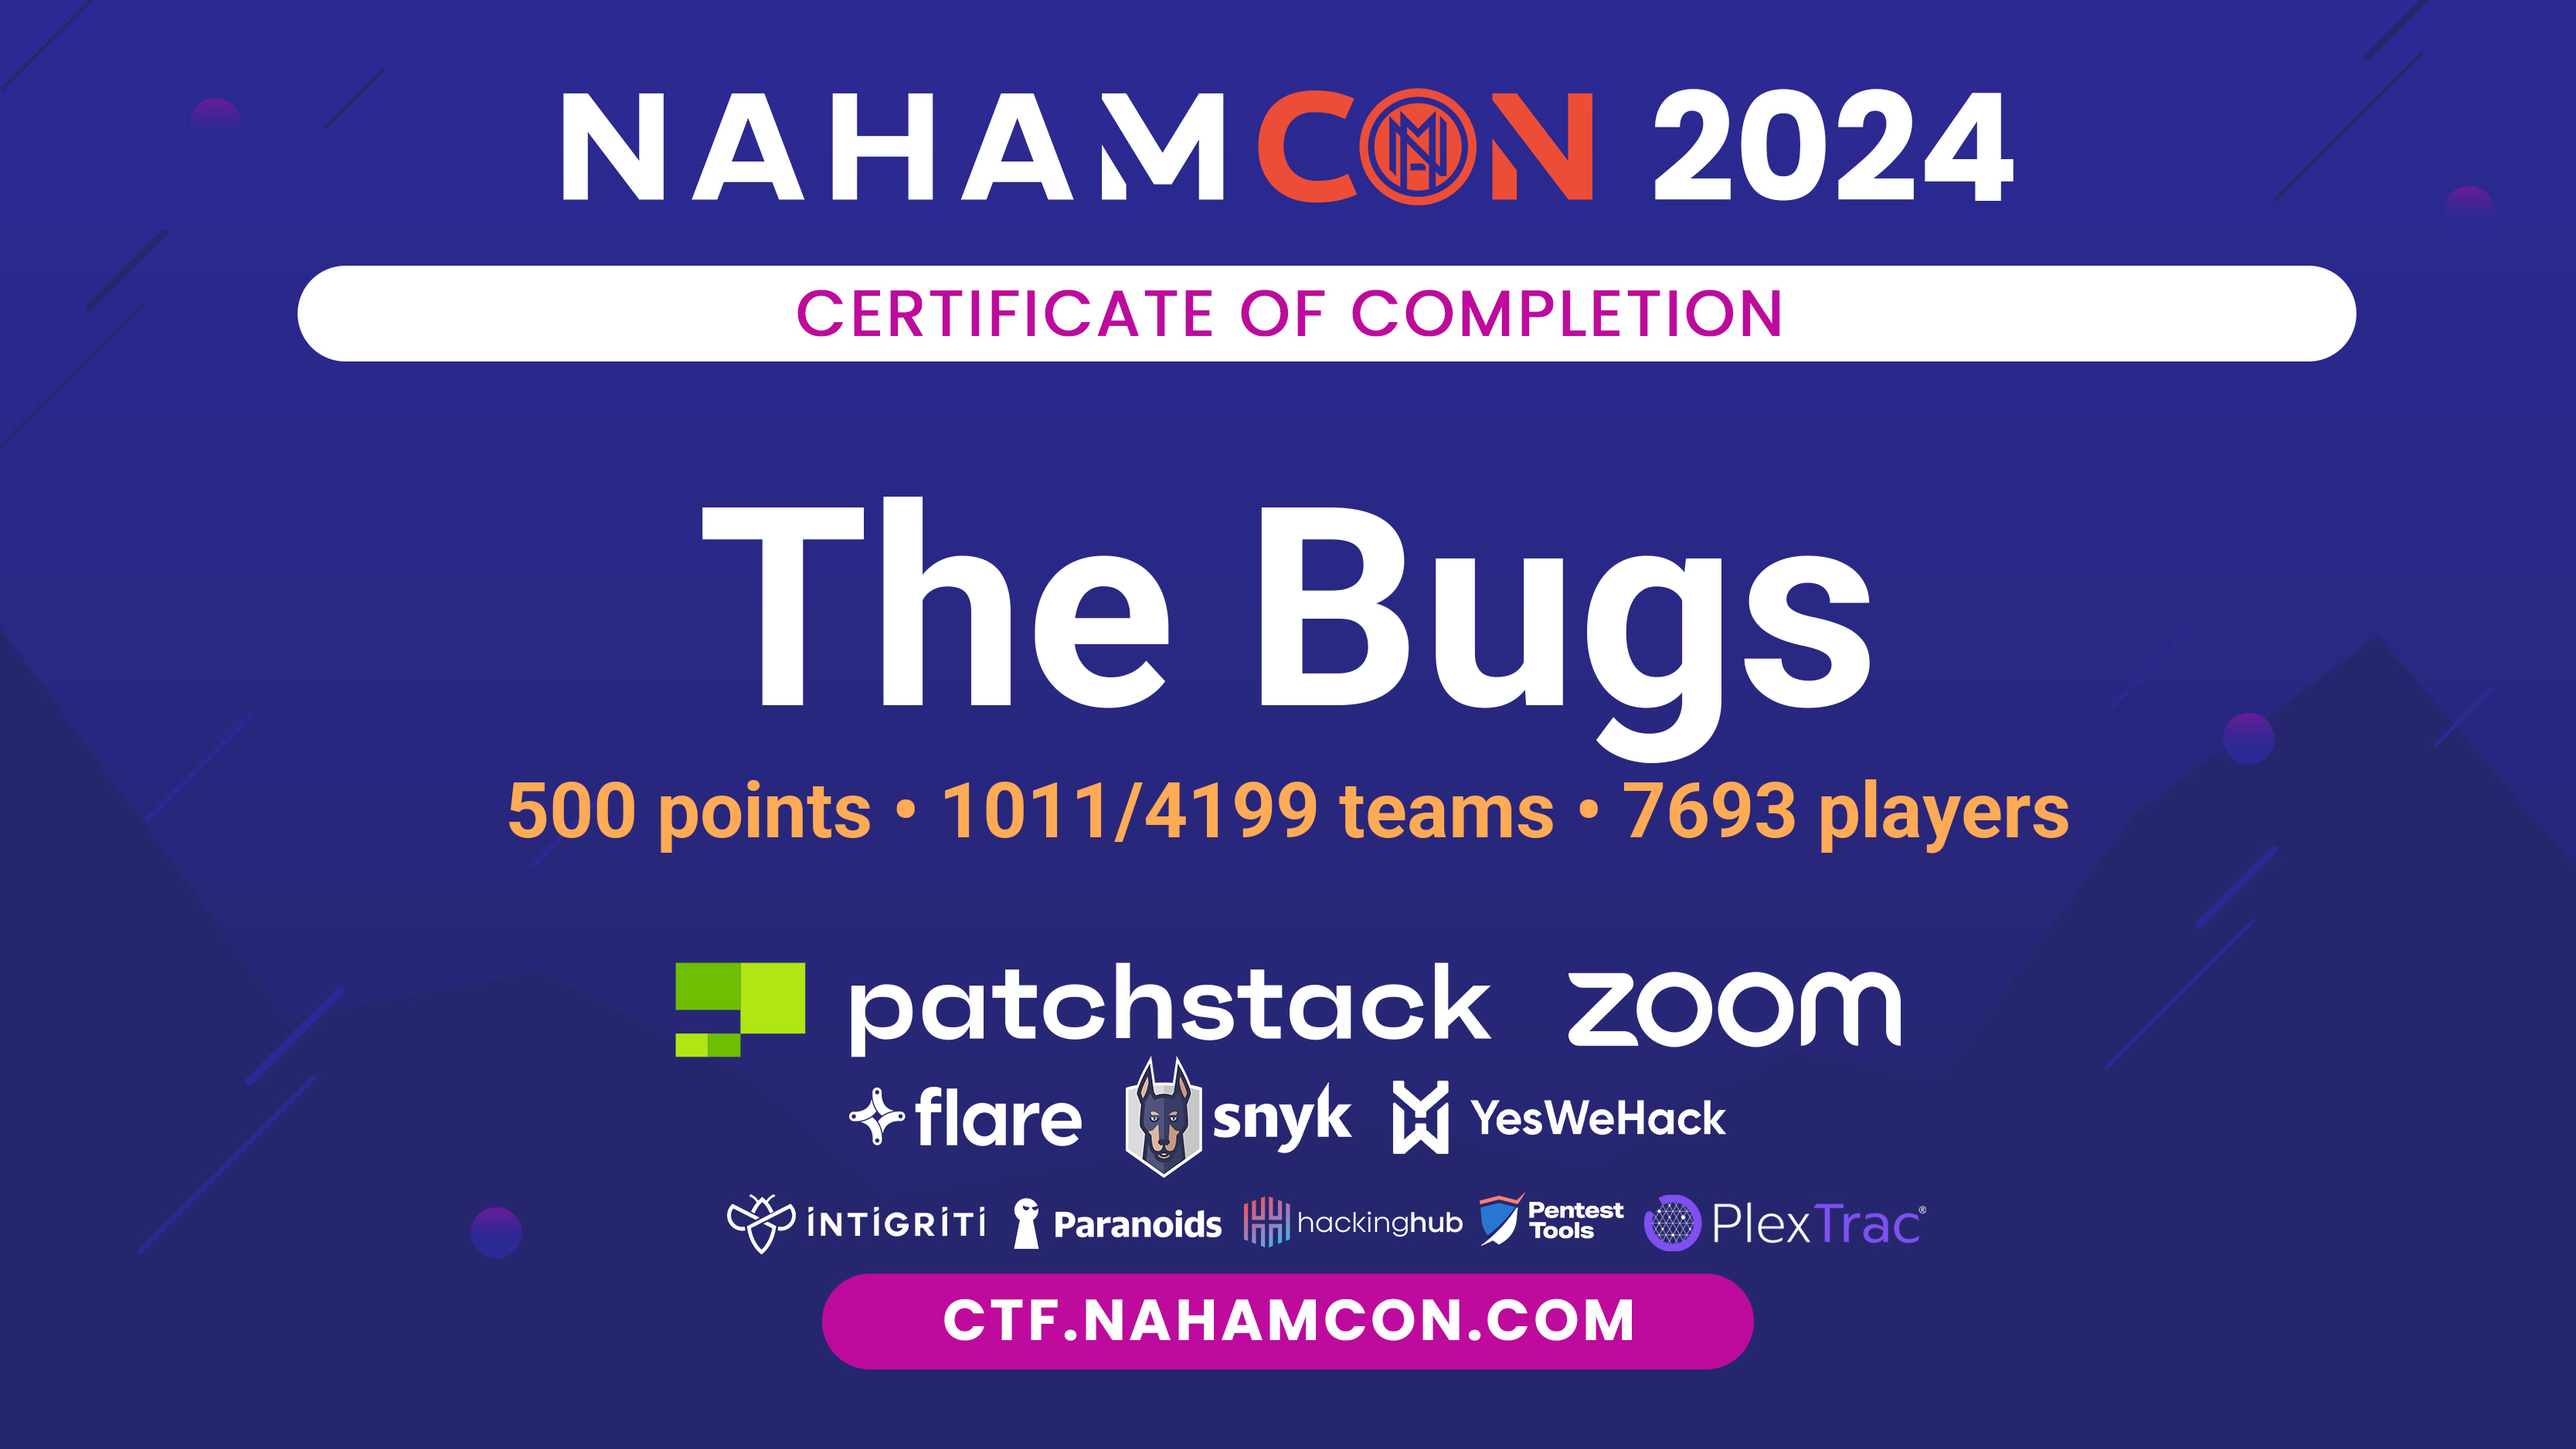 NAHAMCON 2024
CERTIFICATE OF COMPLETION
The Bugs
500 points • 1011/4199 teams • 7693 players
patchstack zoom
flare snyk YesWeHack
INTIGRITI Paranoids hackinghub Pentest Tools PlexTrac®
CTF.NAHAMCON.COM